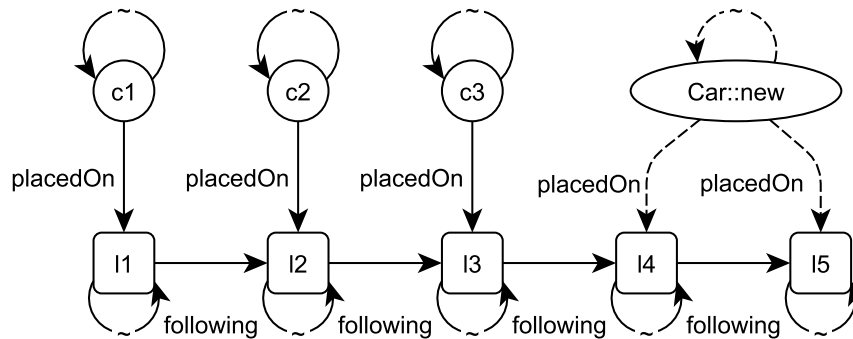 ~ ~ ~ ~
c1 c2 c3 Car::new
placedOn placedOn placedOn placedOn placedOn
l1 l2 l3 l4 l5
following following following following
~ ~ ~ ~ ~